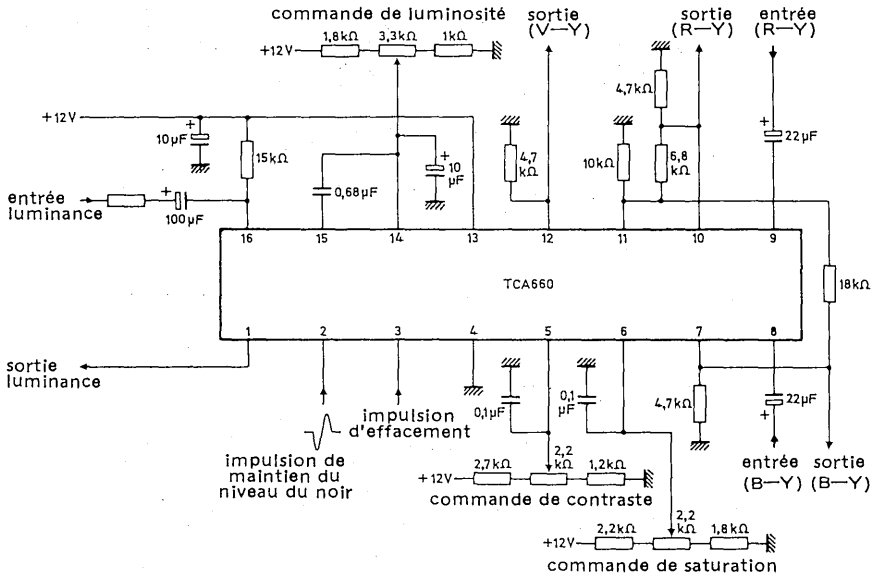 commande de luminosité
sortie
(V—Y)
sortie
(R—Y)
entrée
(R—Y)
+12V
1,8kΩ
3,3kΩ
1kΩ
+12V
10µF
+
15kΩ
0,68µF
+
10
µF
4,7
kΩ
10kΩ
4,7kΩ
6,8
kΩ
+
22µF
entrée
luminance
+
100µF
16
15
14
13
12
11
10
9
TCA660
18kΩ
1
2
3
4
5
6
7
8
sortie
luminance
impulsion
d'effacement
impulsion de
maintien du
niveau du noir
0,1µF
0,1
µF
4,7kΩ
22µF
+
entrée
(B—Y)
sortie
(B—Y)
+12V
2,7kΩ
2,2
kΩ
1,2kΩ
commande de contraste
+12V
2,2kΩ
2,2
kΩ
1,8kΩ
commande de saturation